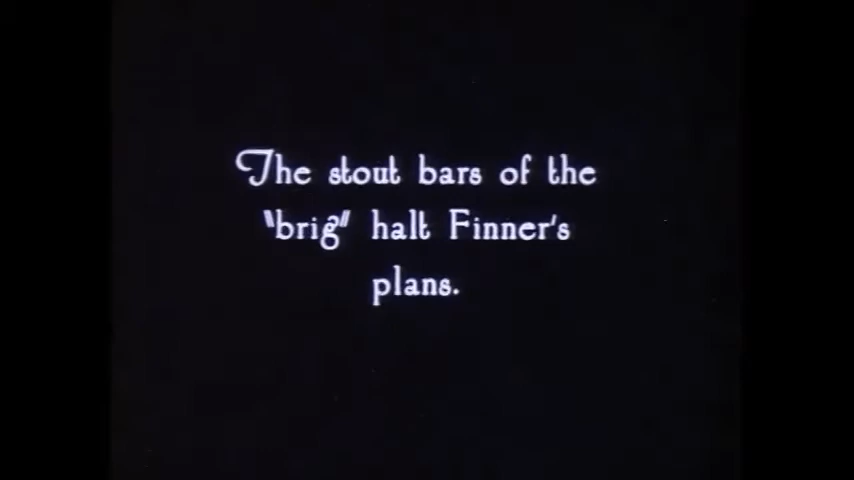 The stout bars of the
"brig" halt Finner's
plans.